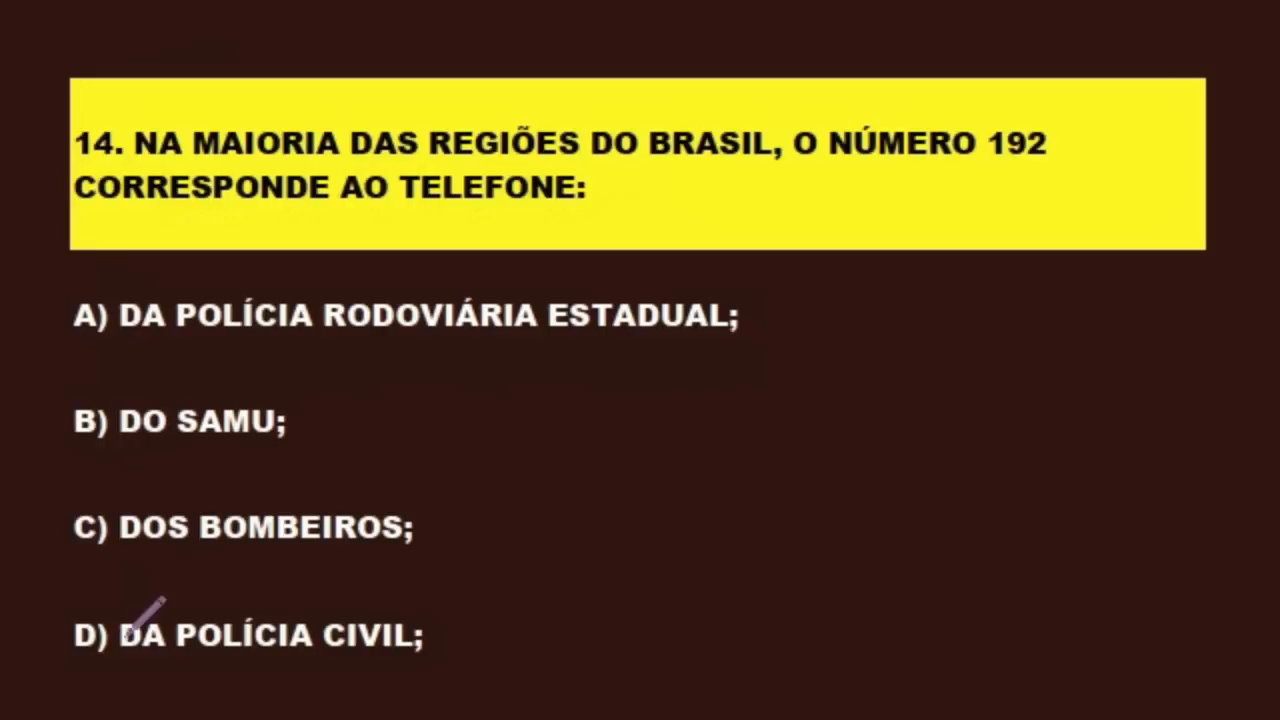 14. NA MAIORIA DAS REGIÕES DO BRASIL, O NÚMERO 192
CORRESPONDE AO TELEFONE:
A) DA POLÍCIA RODOVIÁRIA ESTADUAL;
B) DO SAMU;
C) DOS BOMBEIROS;
D) DA POLÍCIA CIVIL;